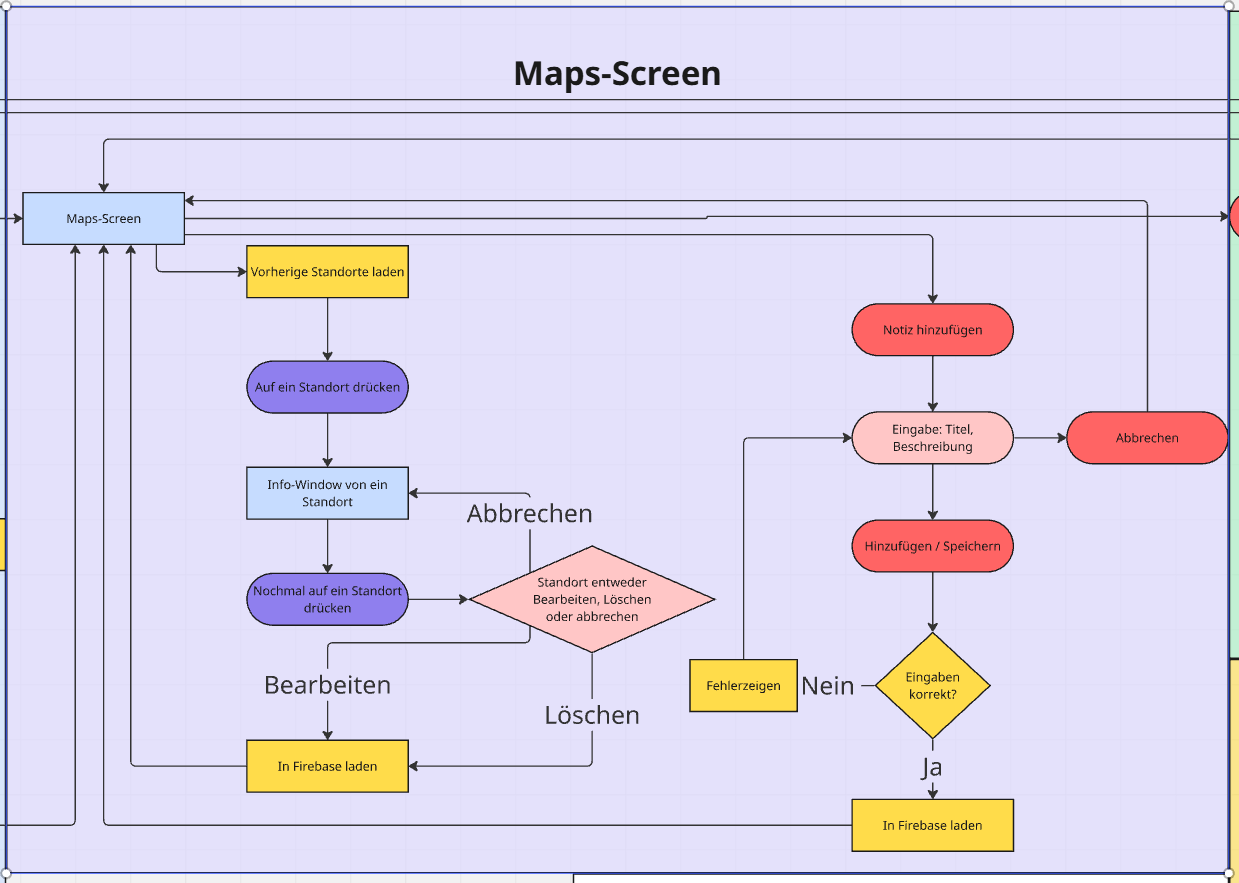 Maps-Screen
Maps-Screen
Vorherige Standorte laden
Notiz hinzufügen
Auf ein Standort drücken
Eingabe: Titel,
Beschreibung
Abbrechen
Info-Window von ein
Standort
Abbrechen
Hinzufügen / Speichern
Nochmal auf ein Standort
drücken
Standort entweder
Bearbeiten, Löschen
oder abbrechen
Bearbeiten
Löschen
Fehlerzeigen
Nein
Eingaben
korrekt?
In Firebase laden
Ja
In Firebase laden